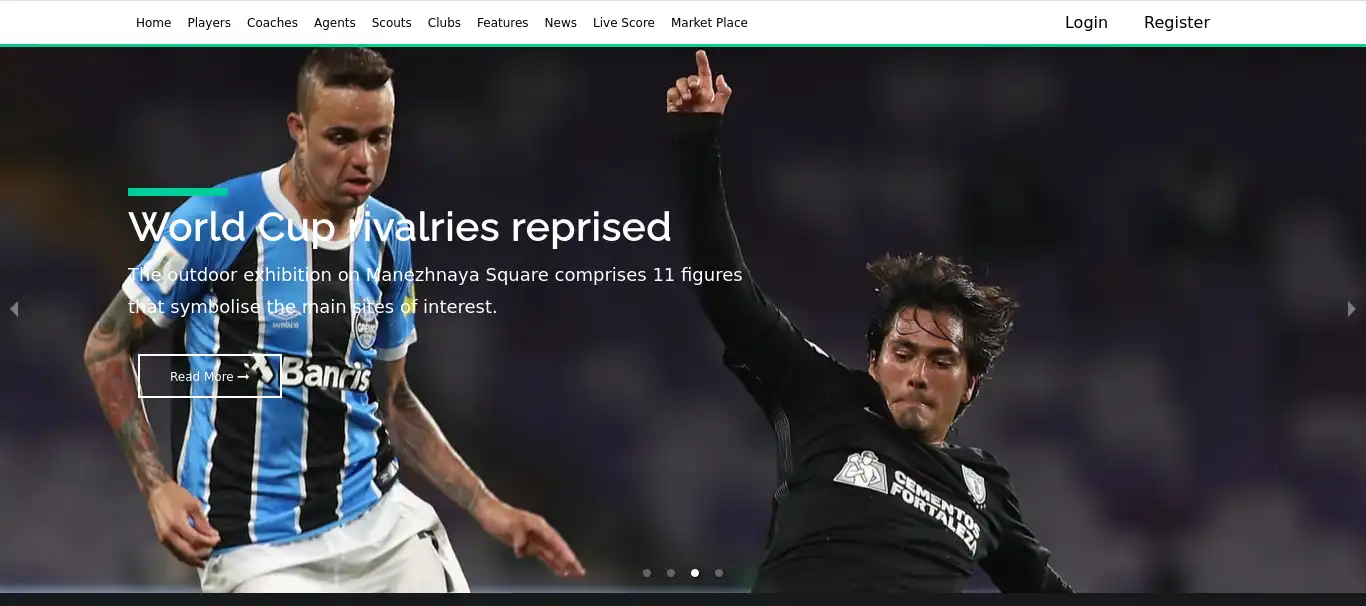 Home Players Coaches Agents Scouts Clubs Features News Live Score Market Place Login Register
World Cup rivalries reprised
The outdoor exhibition on Manezhnaya Square comprises 11 figures
that symbolise the main sites of interest.
Read More →
Banris
CEMENTOS
FORTALEZA